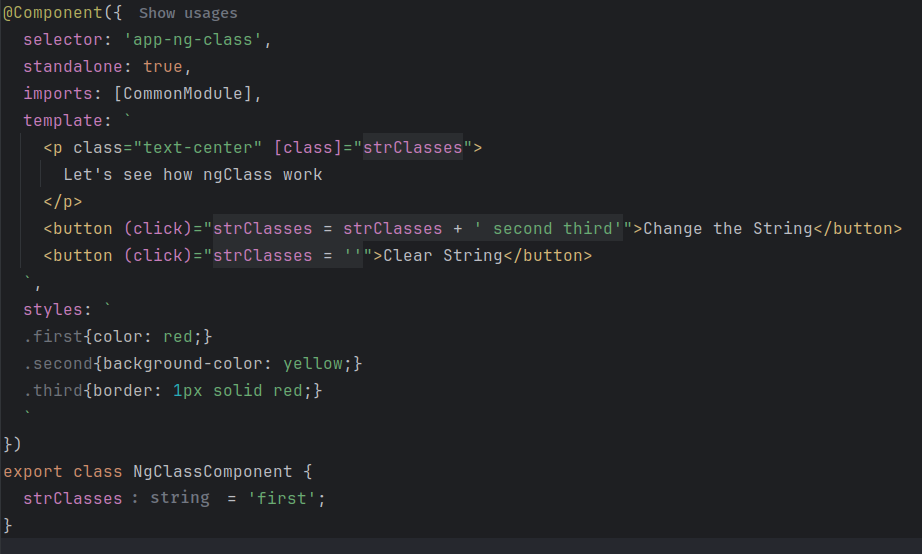 @Component({ Show usages
  selector: 'app-ng-class',
  standalone: true,
  imports: [CommonModule],
  template: `
    <p class="text-center" [class]="strClasses">
      Let's see how ngClass work
    </p>
    <button (click)="strClasses = strClasses + ' second third'">Change the String</button>
    <button (click)="strClasses = ''">Clear String</button>
  `,
  styles: `
  .first{color: red;}
  .second{background-color: yellow;}
  .third{border: 1px solid red;}
  `
})
export class NgClassComponent {
  strClasses : string = 'first';
}